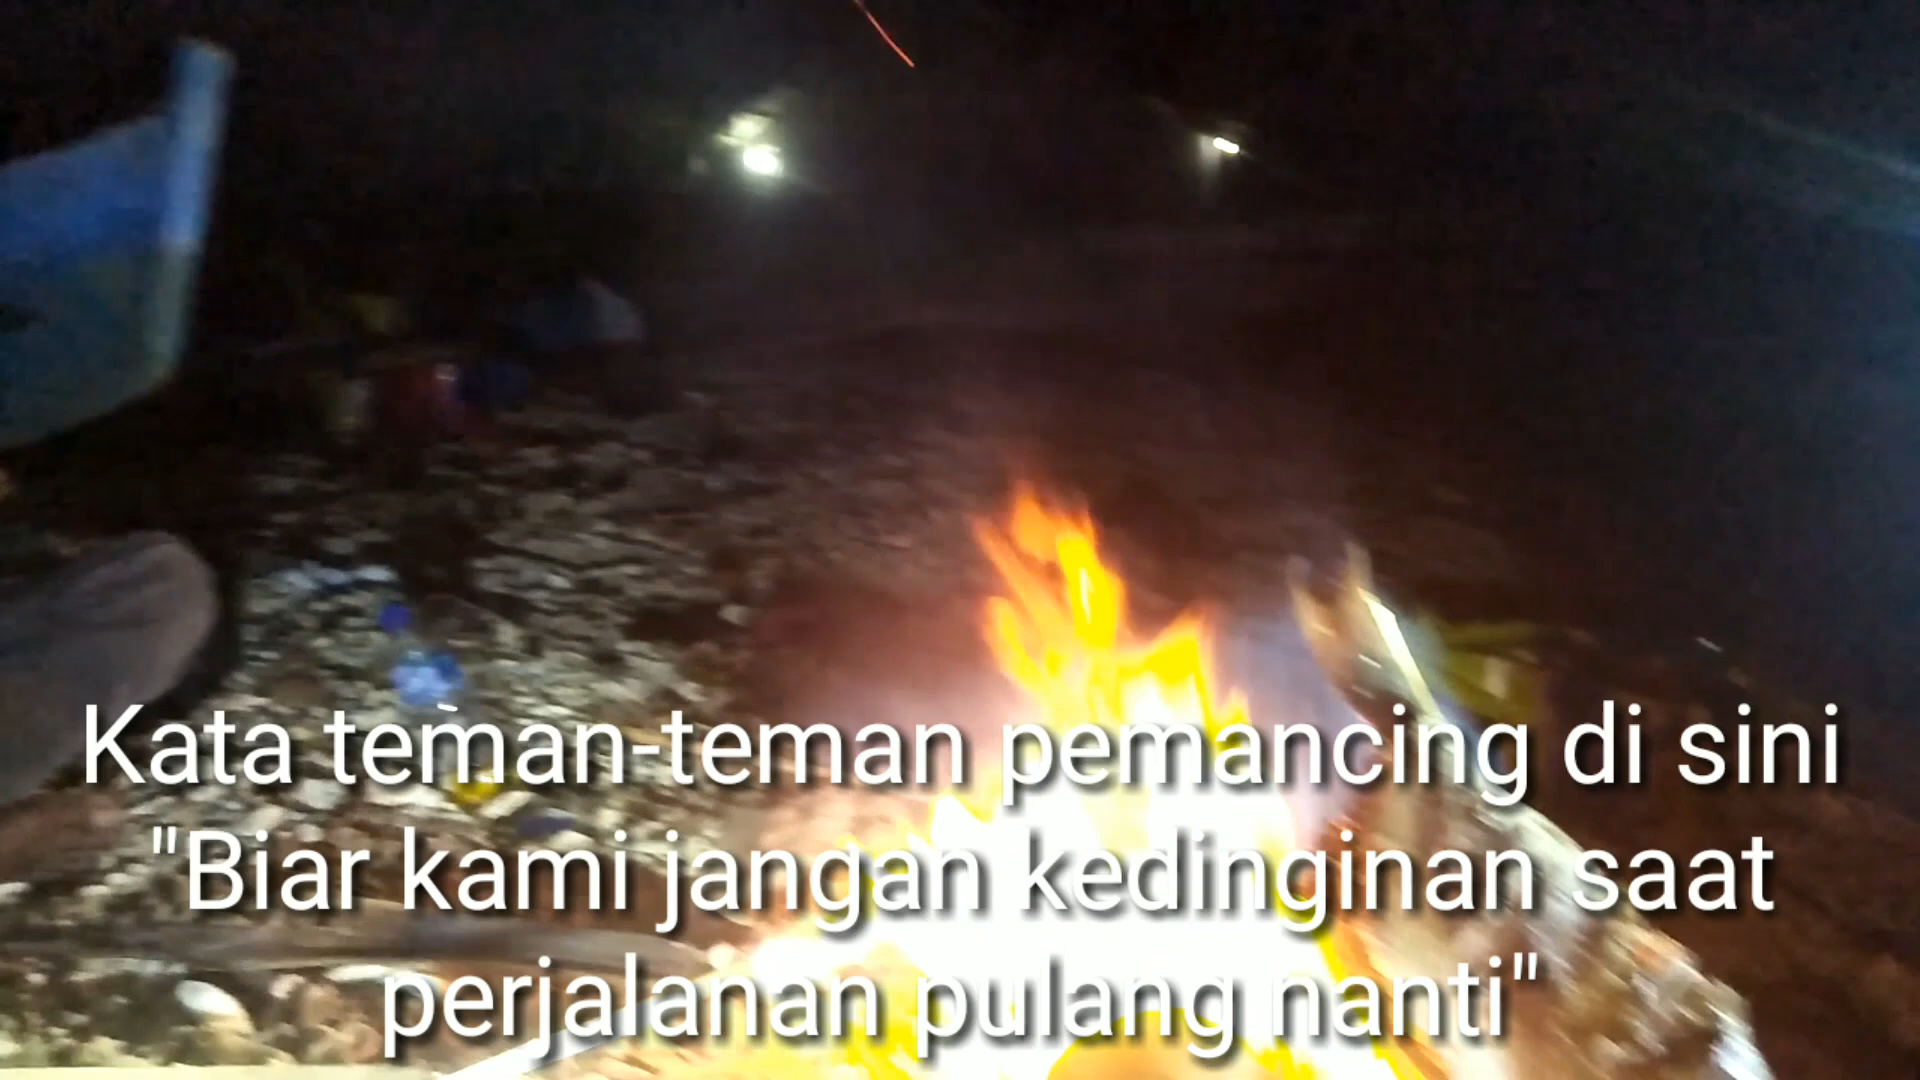 Kata teman-teman pemancing di sini
"Biar kami jangan kedinginan saat
perjalanan pulang nanti"